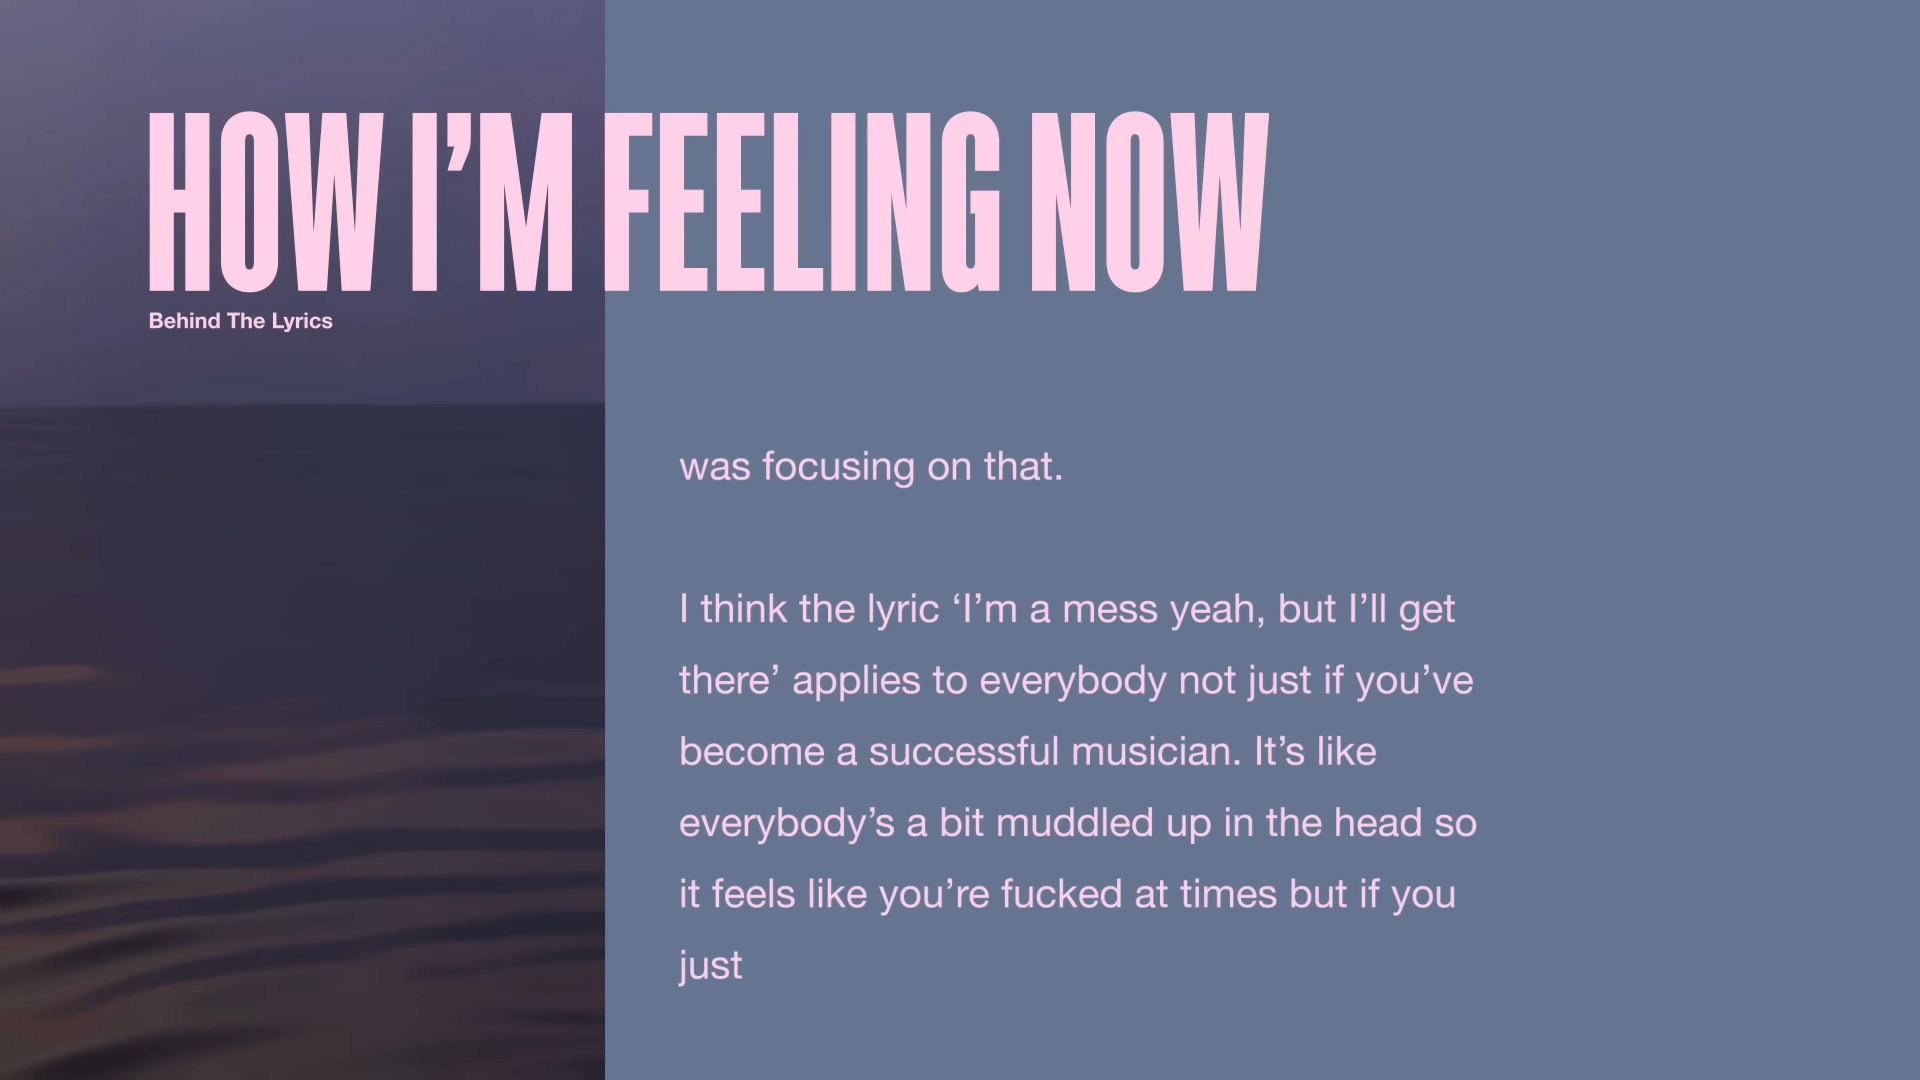 HOW I’M FEELING NOW
Behind The Lyrics
was focusing on that.
I think the lyric ‘I’m a mess yeah, but I’ll get
there’ applies to everybody not just if you’ve
become a successful musician. It’s like
everybody’s a bit muddled up in the head so
it feels like you’re fucked at times but if you
just